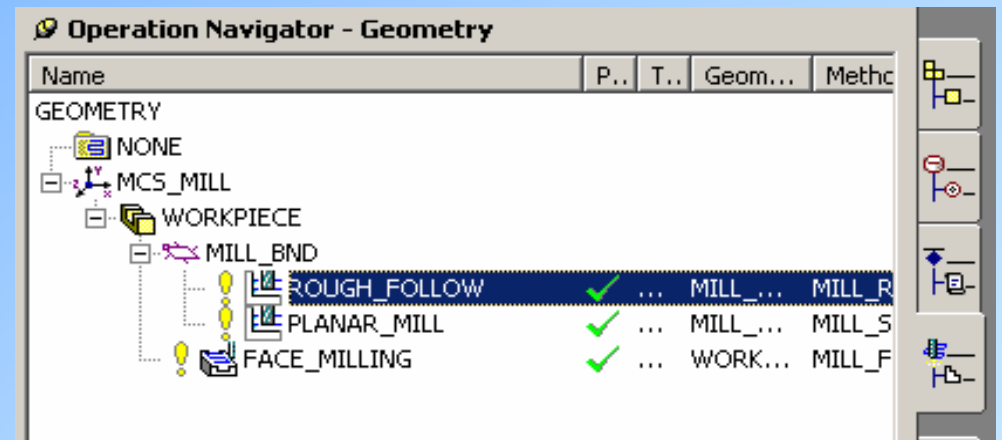 Operation Navigator - Geometry
Name P.. T.. Geom... Methc
GEOMETRY
NONE
MCS_MILL
WORKPIECE
MILL_BND
ROUGH_FOLLOW ... MILL_... MILL_R
PLANAR_MILL ... MILL_... MILL_S
FACE_MILLING ... WORK... MILL_F